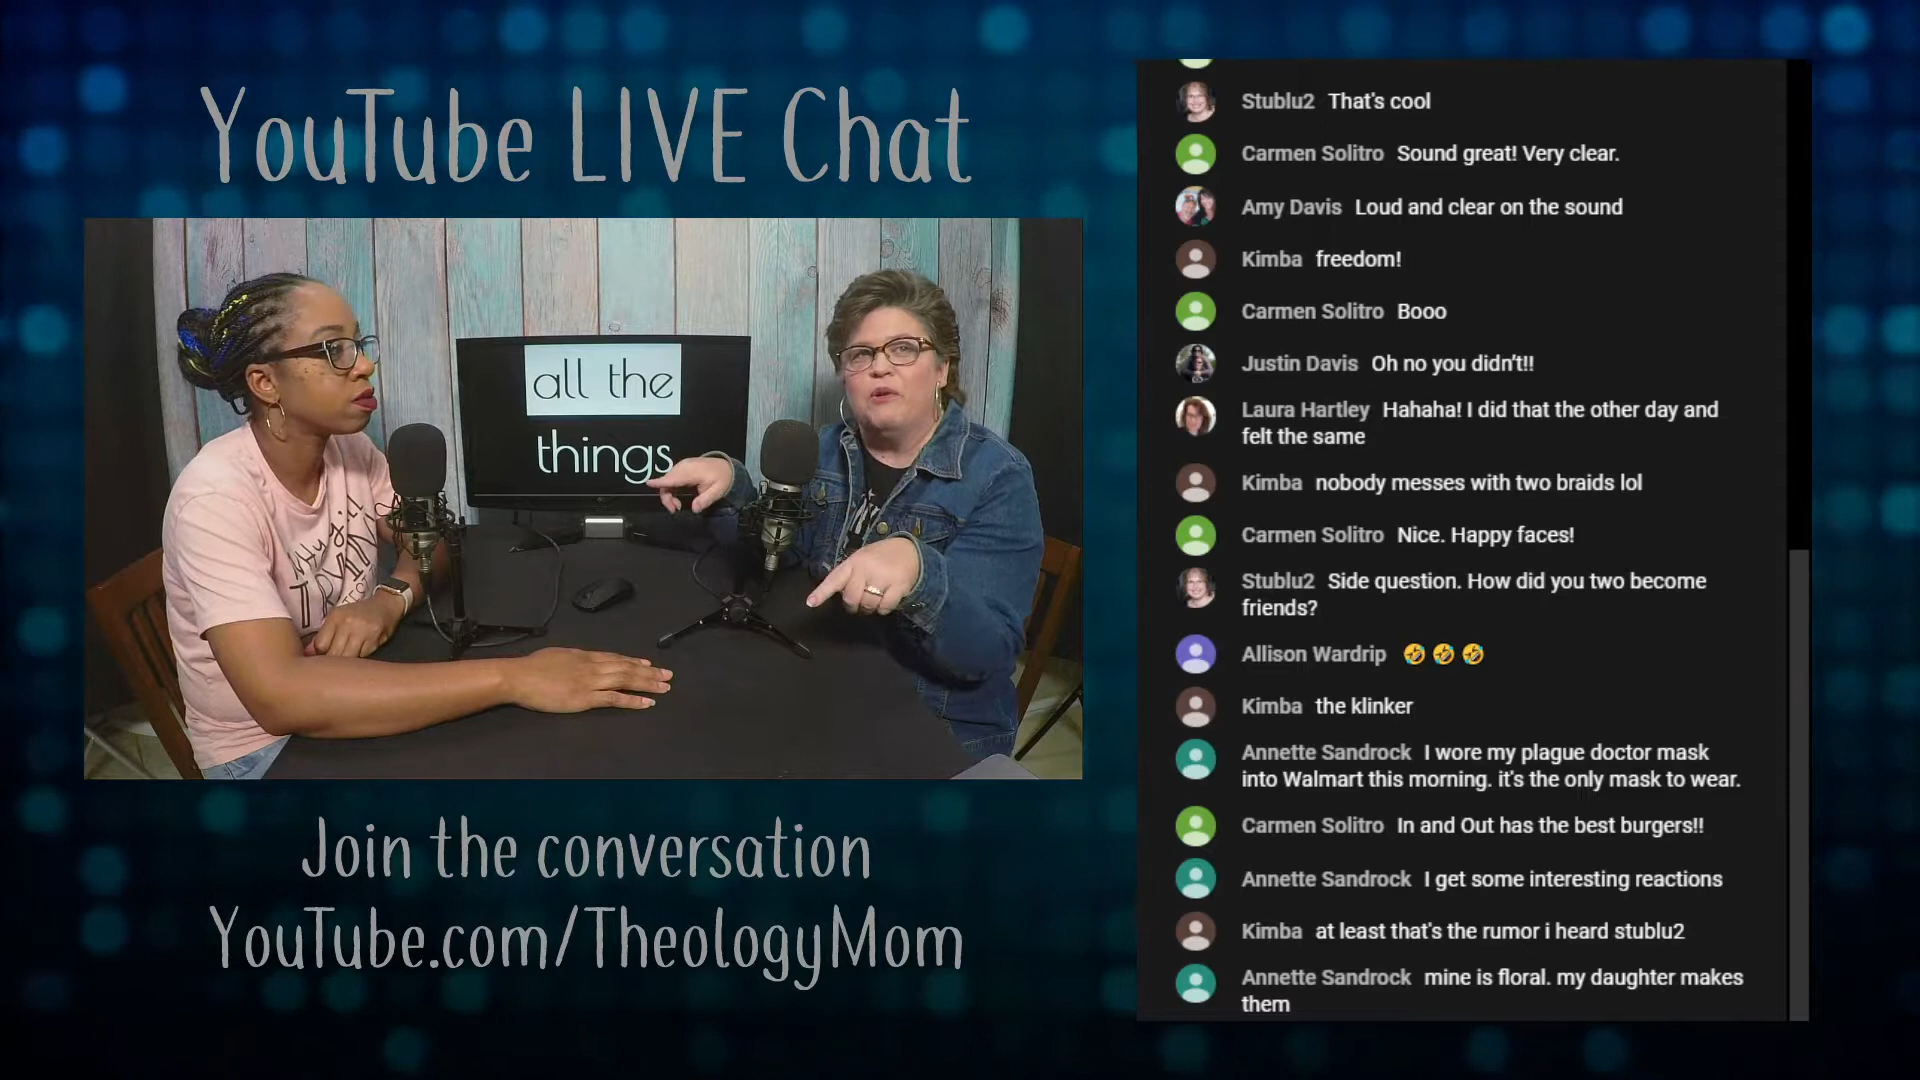 YouTube LIVE Chat
all the
things
Join the conversation
YouTube.com/TheologyMom
Stublu2 That's cool
Carmen Solitro Sound great! Very clear.
Amy Davis Loud and clear on the sound
Kimba freedom!
Carmen Solitro Booo
Justin Davis Oh no you didn't!!
Laura Hartley Hahaha! I did that the other day and
felt the same
Kimba nobody messes with two braids lol
Carmen Solitro Nice. Happy faces!
Stublu2 Side question. How did you two become
friends?
Allison Wardrip 🤣 🤣 🤣
Kimba the klinker
Annette Sandrock I wore my plague doctor mask
into Walmart this morning. it's the only mask to wear.
Carmen Solitro In and Out has the best burgers!!
Annette Sandrock I get some interesting reactions
Kimba at least that's the rumor i heard stublu2
Annette Sandrock mine is floral. my daughter makes
them